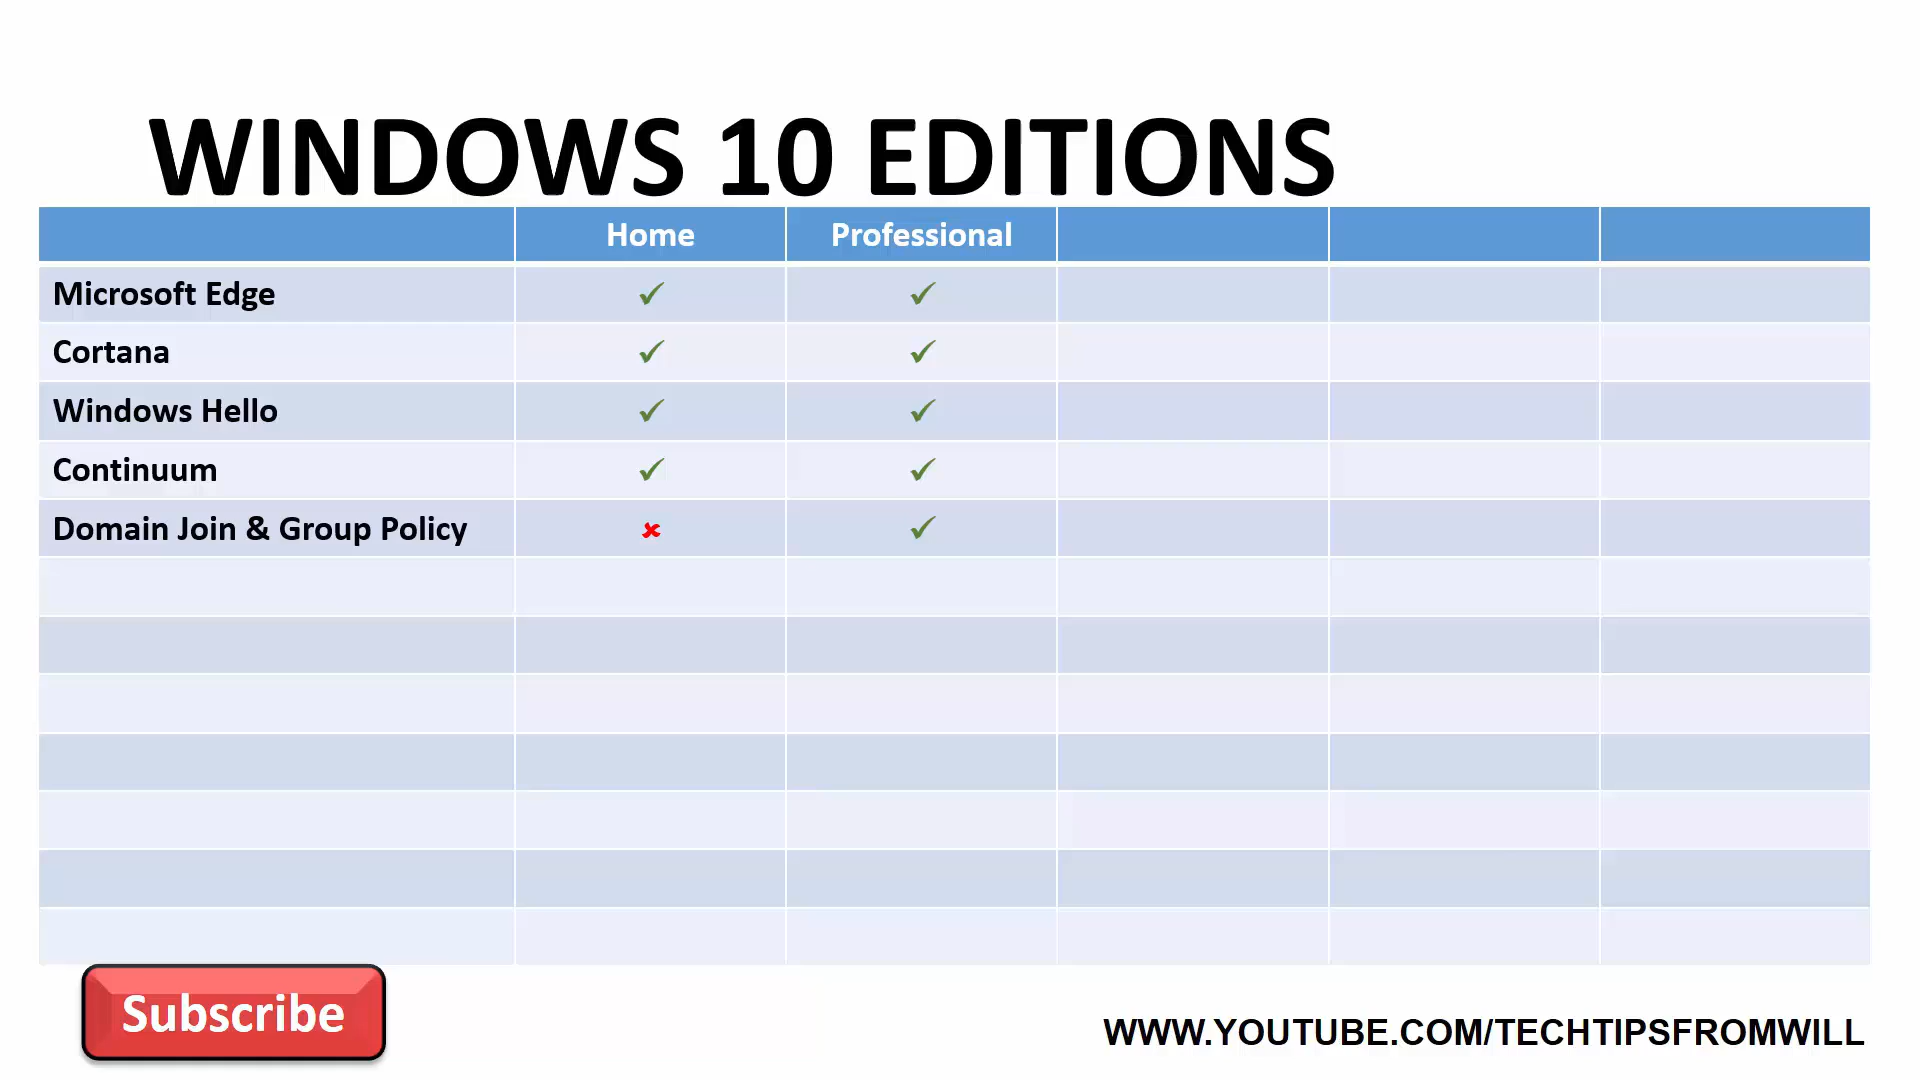 WINDOWS 10 EDITIONS
Home Professional
Microsoft Edge ✓ ✓
Cortana ✓ ✓
Windows Hello ✓ ✓
Continuum ✓ ✓
Domain Join & Group Policy ✘ ✓
Subscribe
WWW.YOUTUBE.COM/TECHTIPSFROMWILL